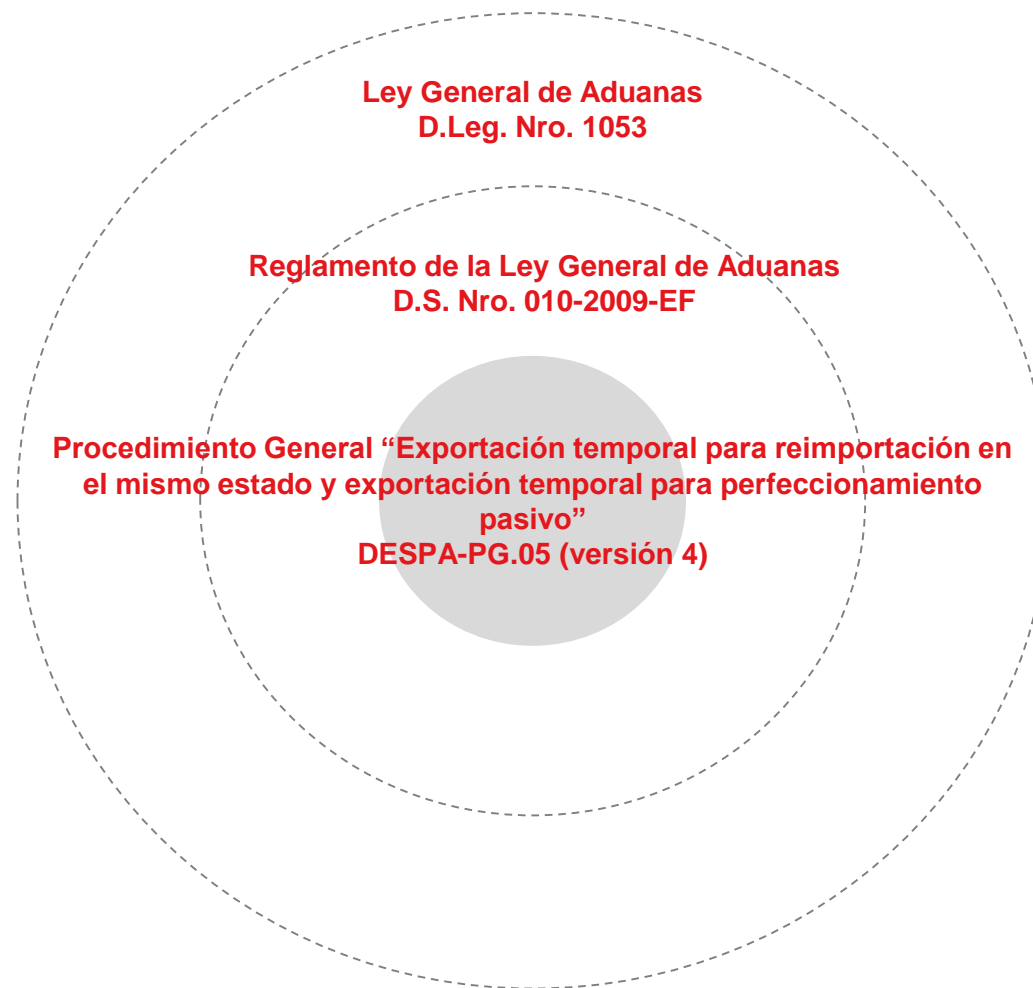 Ley General de Aduanas
D.Leg. Nro. 1053
Reglamento de la Ley General de Aduanas
D.S. Nro. 010-2009-EF
Procedimiento General “Exportación temporal para reimportación en
el mismo estado y exportación temporal para perfeccionamiento
pasivo”
DESPA-PG.05 (versión 4)